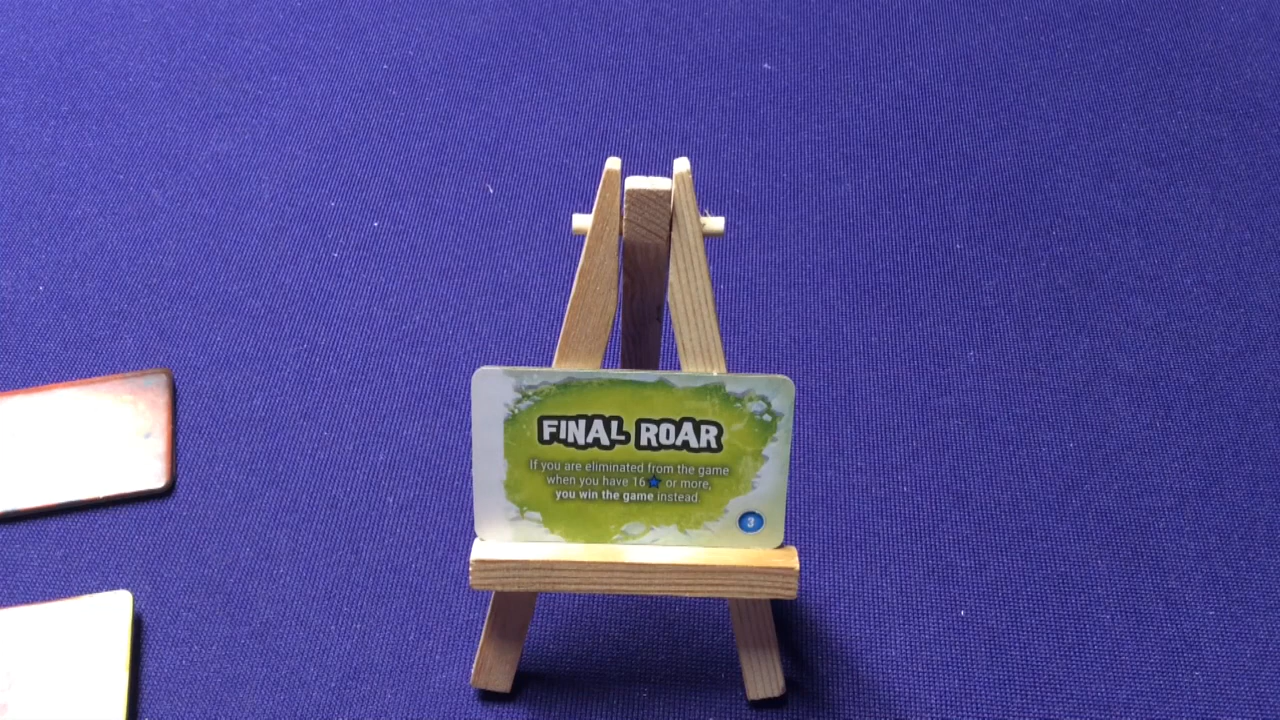 FINAL ROAR
If you are eliminated from the game
when you have 16 or more,
you win the game instead.
3